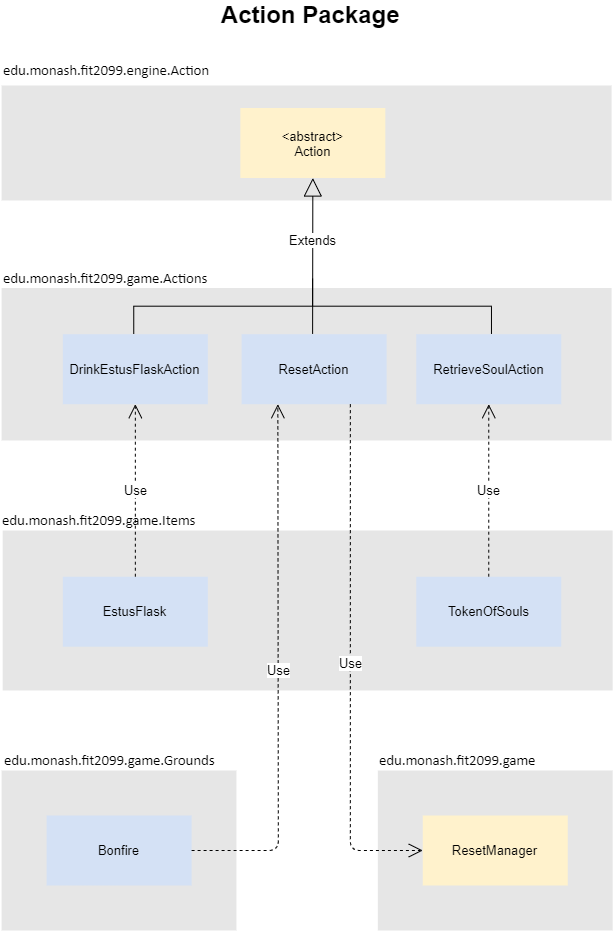 Action Package
edu.monash.fit2099.engine.Action
<abstract>
Action
Extends
edu.monash.fit2099.game.Actions
DrinkEstusFlaskAction
ResetAction
RetrieveSoulAction
Use
Use
edu.monash.fit2099.game.Items
EstusFlask
TokenOfSouls
Use
Use
edu.monash.fit2099.game.Grounds
edu.monash.fit2099.game
Bonfire
ResetManager